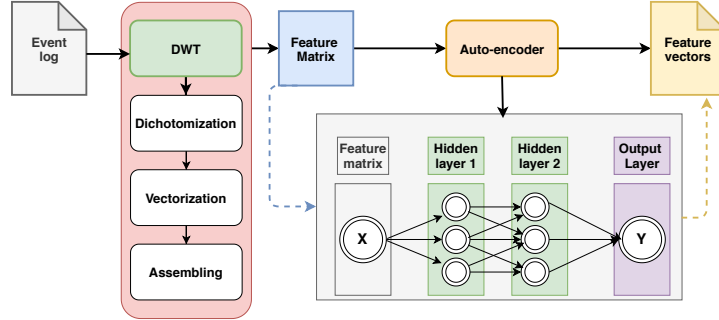 Event
log
DWT
Feature
Matrix
Auto-encoder
Feature
vectors
Dichotomization
Vectorization
Assembling
Feature
matrix
Hidden
layer 1
Hidden
layer 2
Output
Layer
X
Y